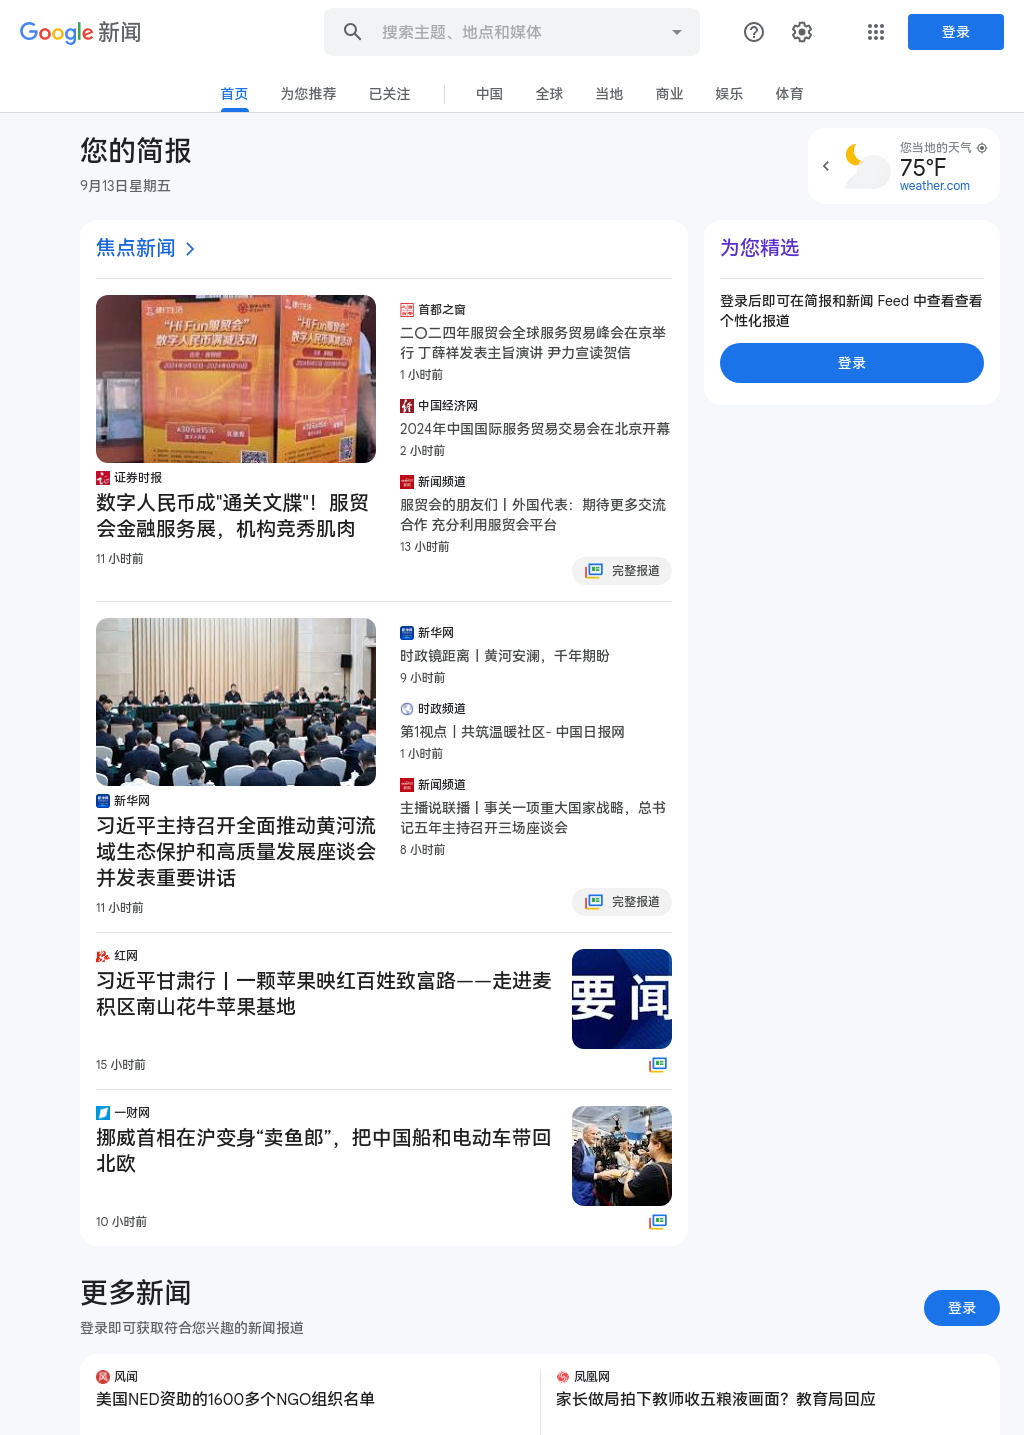 Google 新闻
搜索主题、地点和媒体
登录
首页
为您推荐
已关注
中国
全球
当地
商业
娱乐
体育
您的简报
9月13日星期五
您当地的天气
75°F
weather.com
焦点新闻
证券时报
数字人民币成"通关文牒"！服贸
会金融服务展，机构竞秀肌肉
11 小时前
首都之窗
二〇二四年服贸会全球服务贸易峰会在京举
行 丁薛祥发表主旨演讲 尹力宣读贺信
1 小时前
中国经济网
2024年中国国际服务贸易交易会在北京开幕
2 小时前
新闻频道
服贸会的朋友们丨外国代表：期待更多交流
合作 充分利用服贸会平台
13 小时前
完整报道
新华网
习近平主持召开全面推动黄河流
域生态保护和高质量发展座谈会
并发表重要讲话
11 小时前
新华网
时政镜距离丨黄河安澜，千年期盼
9 小时前
时政频道
第1视点丨共筑温暖社区- 中国日报网
1 小时前
新闻频道
主播说联播丨事关一项重大国家战略，总书
记五年主持召开三场座谈会
8 小时前
完整报道
红网
习近平甘肃行丨一颗苹果映红百姓致富路——走进麦
积区南山花牛苹果基地
15 小时前
要闻
一财网
挪威首相在沪变身“卖鱼郎”，把中国船和电动车带回
北欧
10 小时前
为您精选
登录后即可在简报和新闻 Feed 中查看查看
个性化报道
登录
更多新闻
登录即可获取符合您兴趣的新闻报道
登录
风闻
美国NED资助的1600多个NGO组织名单
凤凰网
家长做局拍下教师收五粮液画面？教育局回应